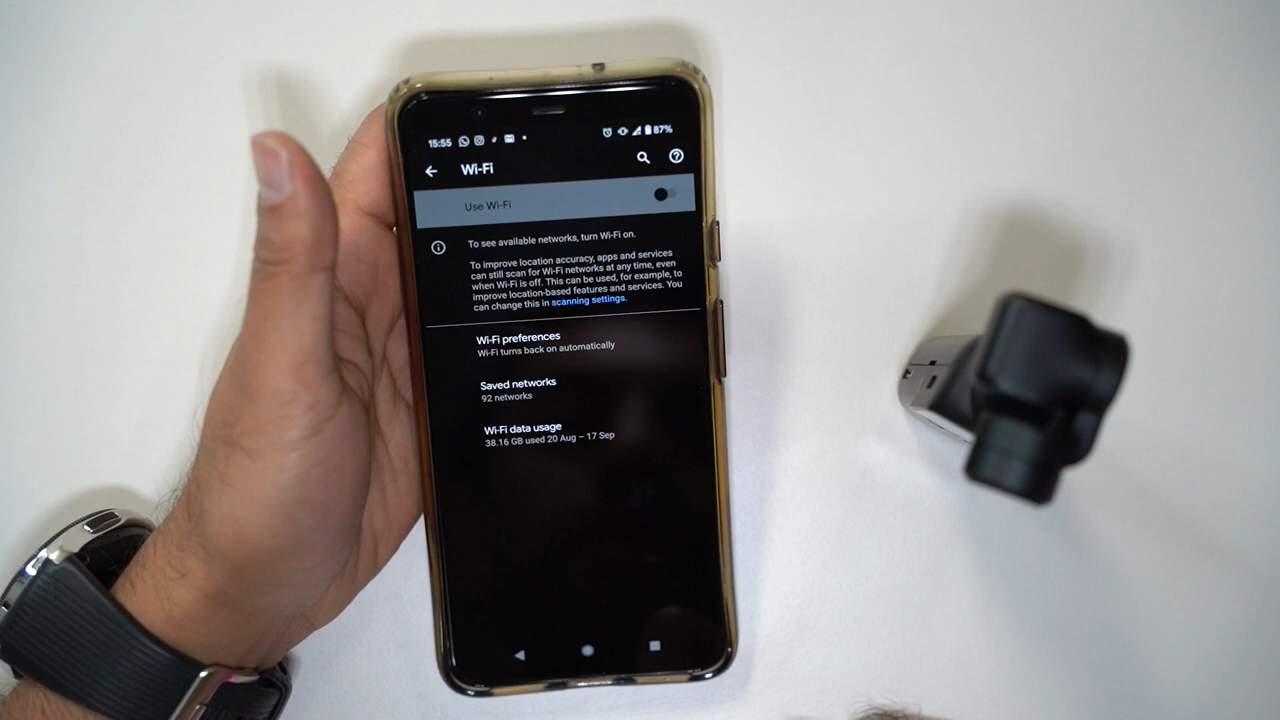 15:55 87%
Wi-Fi
Use Wi-Fi
To see available networks, turn Wi-Fi on.
To improve location accuracy, apps and services
can still scan for Wi-Fi networks at any time, even
when Wi-Fi is off. This can be used, for example, to
improve location-based features and services. You
can change this in scanning settings.
Wi-Fi preferences
Wi-Fi turns back on automatically
Saved networks
92 networks
Wi-Fi data usage
38.16 GB used 20 Aug – 17 Sep